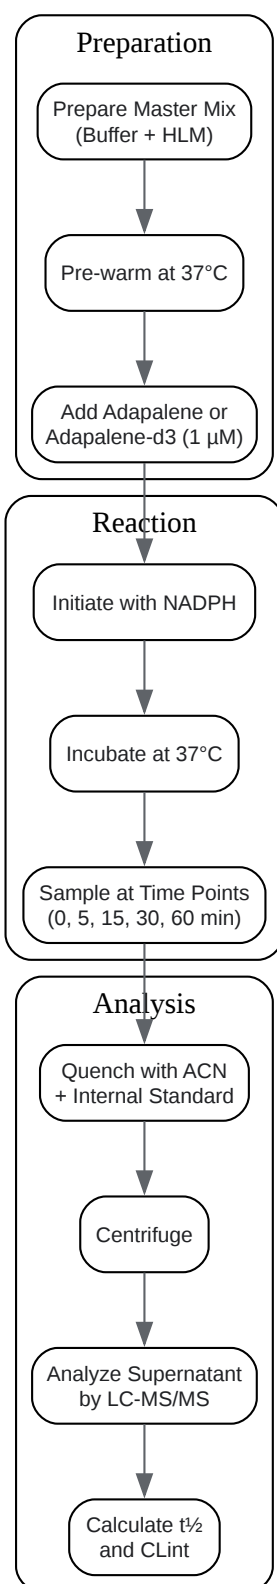 Preparation
Prepare Master Mix
(Buffer + HLM)
Pre-warm at 37°C
Add Adapalene or
Adapalene-d3 (1 µM)
Reaction
Initiate with NADPH
Incubate at 37°C
Sample at Time Points
(0, 5, 15, 30, 60 min)
Analysis
Quench with ACN
+ Internal Standard
Centrifuge
Analyze Supernatant
by LC-MS/MS
Calculate t½
and CLint